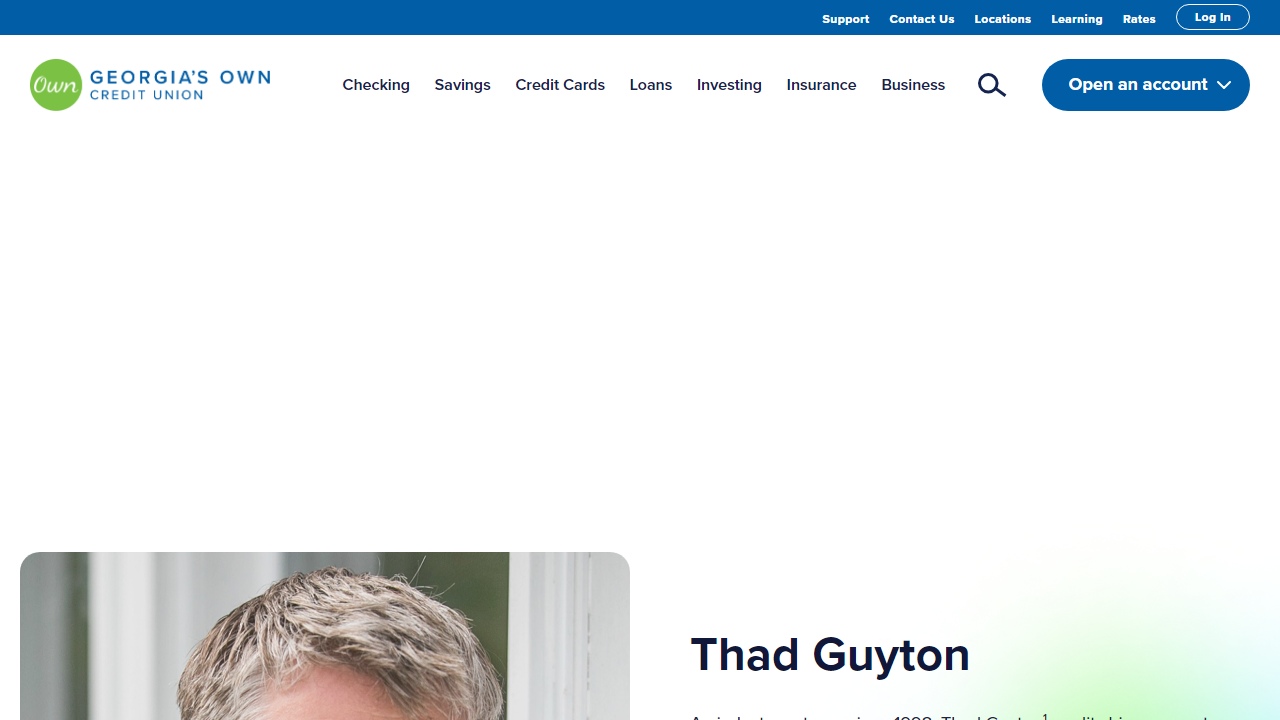 Support Contact Us Locations Learning Rates Log In
Own GEORGIA'S OWN
CREDIT UNION
Checking Savings Credit Cards Loans Investing Insurance Business Open an account
Thad Guyton